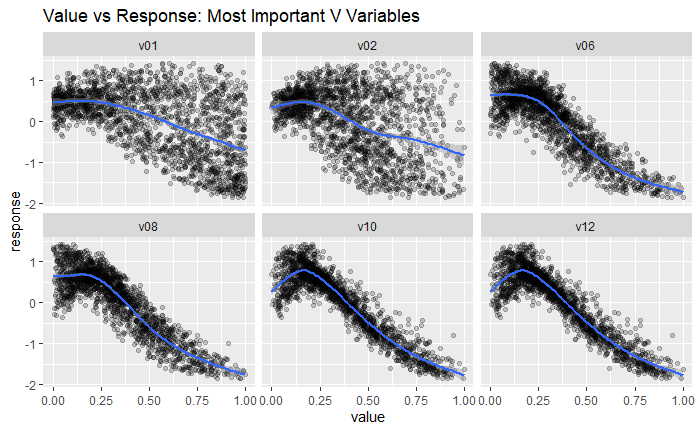 Value vs Response: Most Important V Variables
v01 v02 v06
1
0
-1
-2
v08 v10 v12
1
0
-1
-2
response
0.00 0.25 0.50 0.75 1.00 0.00 0.25 0.50 0.75 1.00 0.00 0.25 0.50 0.75 1.00
value